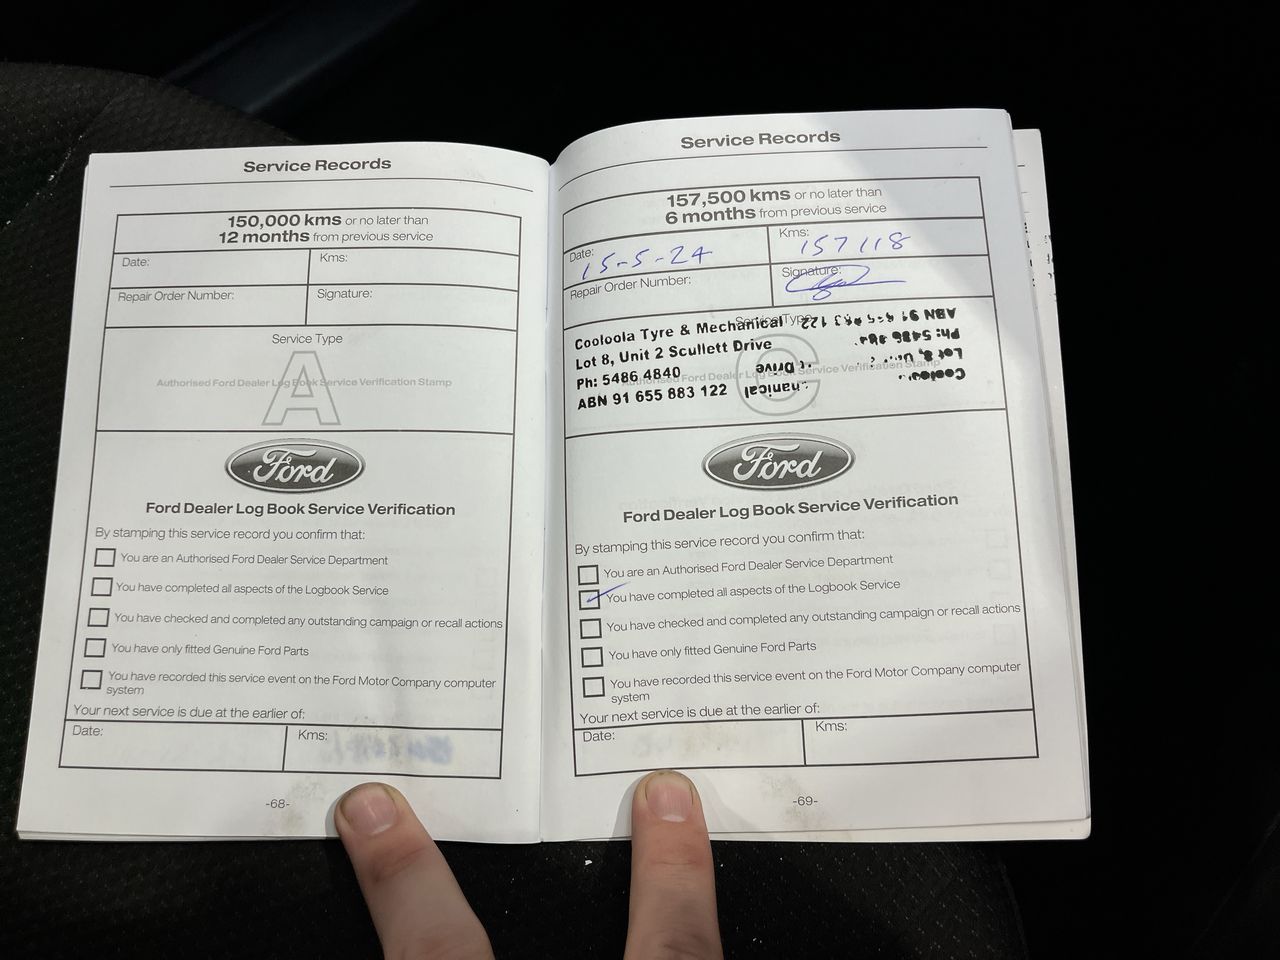 Service Records
150,000 kms or no later than
12 months from previous service
Date:
Kms:
Repair Order Number:
Signature:
Service Type
A
Authorised Ford Dealer Log Book Service Verification Stamp
Ford
Ford Dealer Log Book Service Verification
By stamping this service record you confirm that:
You are an Authorised Ford Dealer Service Department
You have completed all aspects of the Logbook Service
You have checked and completed any outstanding campaign or recall actions
You have only fitted Genuine Ford Parts
You have recorded this service event on the Ford Motor Company computer
system
Your next service is due at the earlier of:
Date:
Kms:
-68-
Service Records
157,500 kms or no later than
6 months from previous service
Date: 15-5-24
Kms: 157118
Repair Order Number:
Signature:
Service Type
Cooloola Tyre & Mechanical
Lot 8, Unit 2 Scullett Drive
Ph: 5486 4840
ABN 91 655 883 122
C
Authorised Ford Dealer Log Book Service Verification Stamp
Ford
Ford Dealer Log Book Service Verification
By stamping this service record you confirm that:
You are an Authorised Ford Dealer Service Department
You have completed all aspects of the Logbook Service
You have checked and completed any outstanding campaign or recall actions
You have only fitted Genuine Ford Parts
You have recorded this service event on the Ford Motor Company computer
system
Your next service is due at the earlier of:
Date:
Kms:
-69-